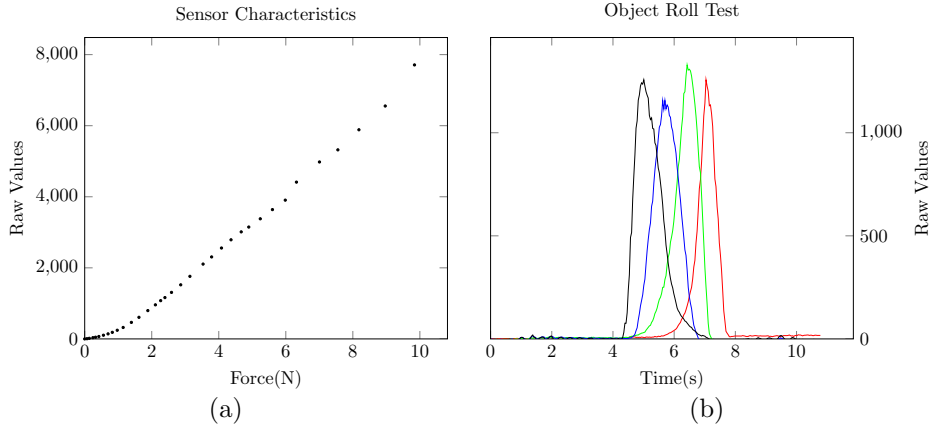 Sensor Characteristics
8,000
6,000
4,000
2,000
0
Raw Values
0 2 4 6 8 10
Force(N)
(a)
Object Roll Test
1,000
500
0
Raw Values
0 2 4 6 8 10
Time(s)
(b)